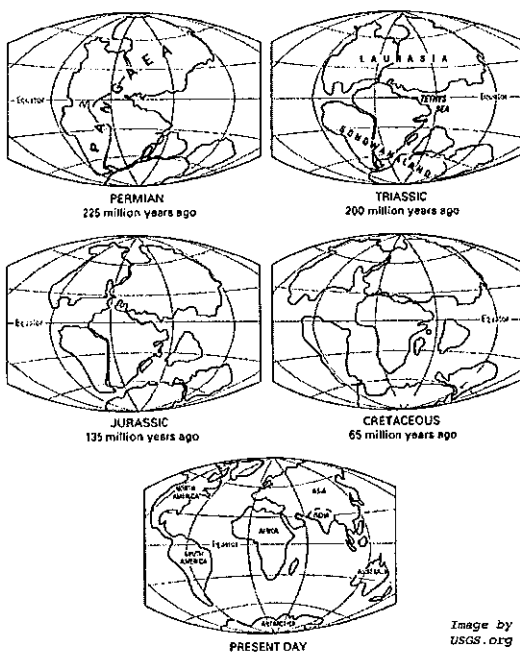 PANGAEA
Equator
PERMIAN
225 million years ago
LAURASIA
TETHYS
SEA
Equator
GONDWANALAND
TRIASSIC
200 million years ago
Equator
JURASSIC
135 million years ago
Equator
CRETACEOUS
65 million years ago
NORTH
AMERICA
ASIA
INDIA
AFRICA
Equator
SOUTH
AMERICA
AUSTRALIA
ANTARCTICA
PRESENT DAY
Image by
USGS.org